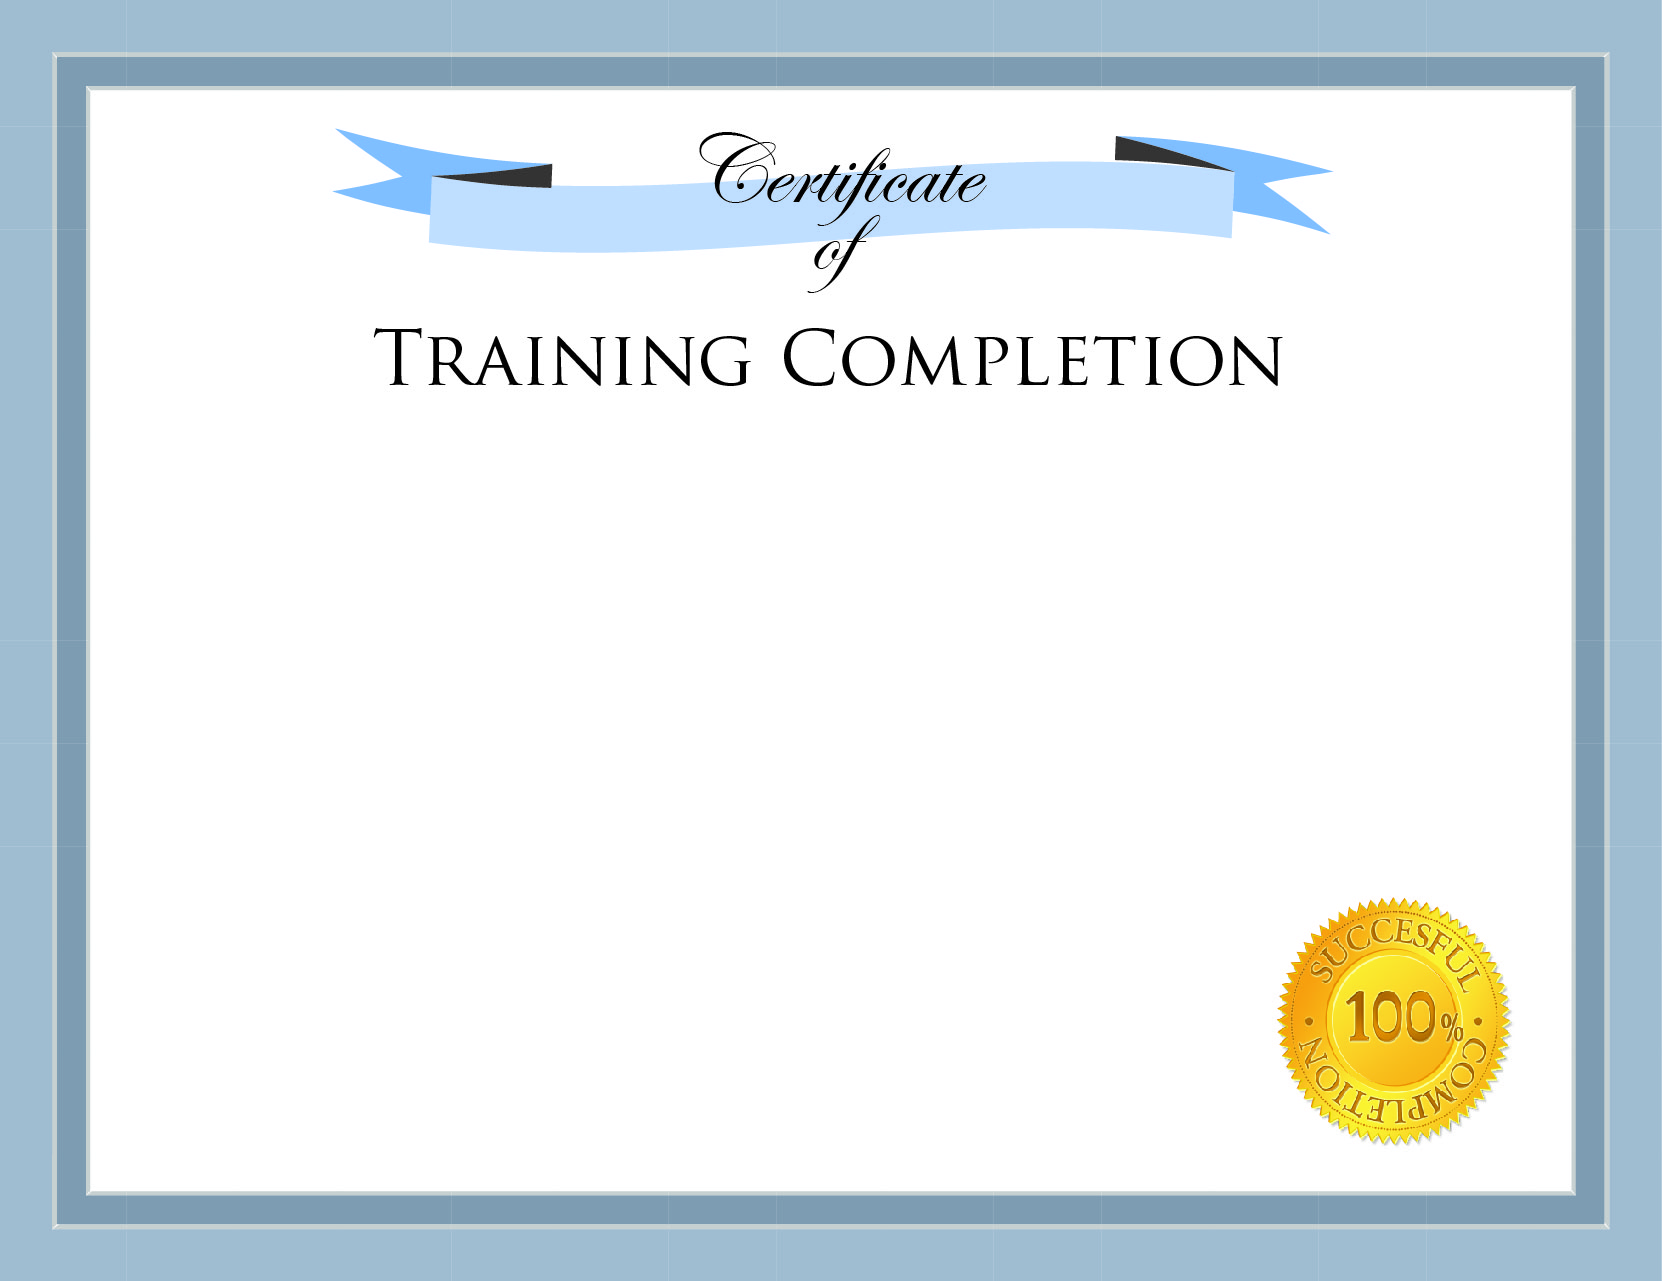 Certificate
of
TRAINING COMPLETION
SUCCESFUL
100%
COMPLETION